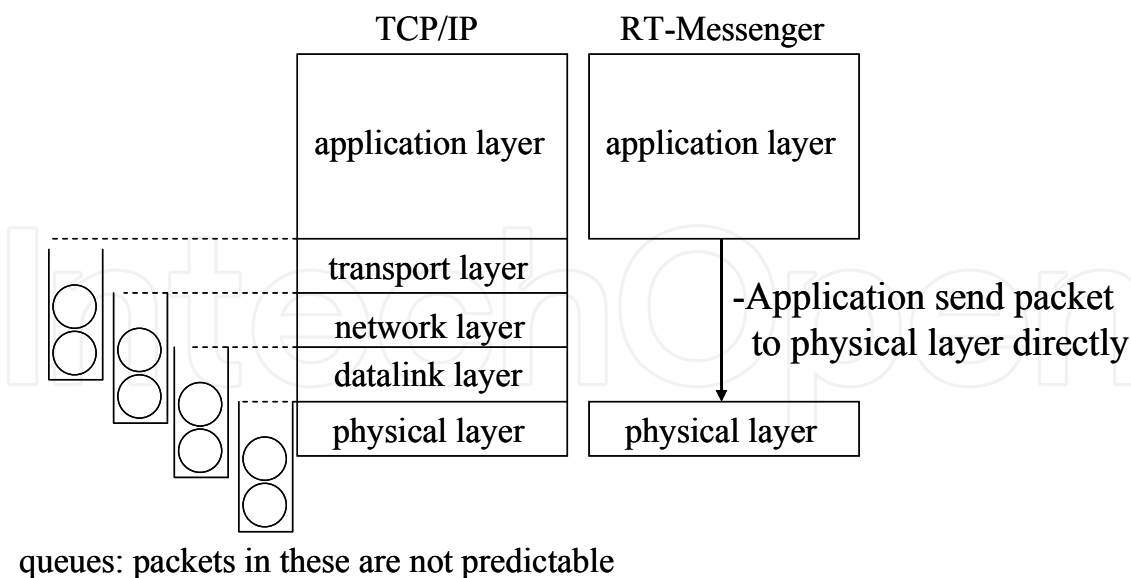 TCP/IP
RT-Messenger
application layer
application layer
transport layer
network layer
datalink layer
physical layer
-Application send packet
to physical layer directly
physical layer
queues: packets in these are not predictable
IntechOpen